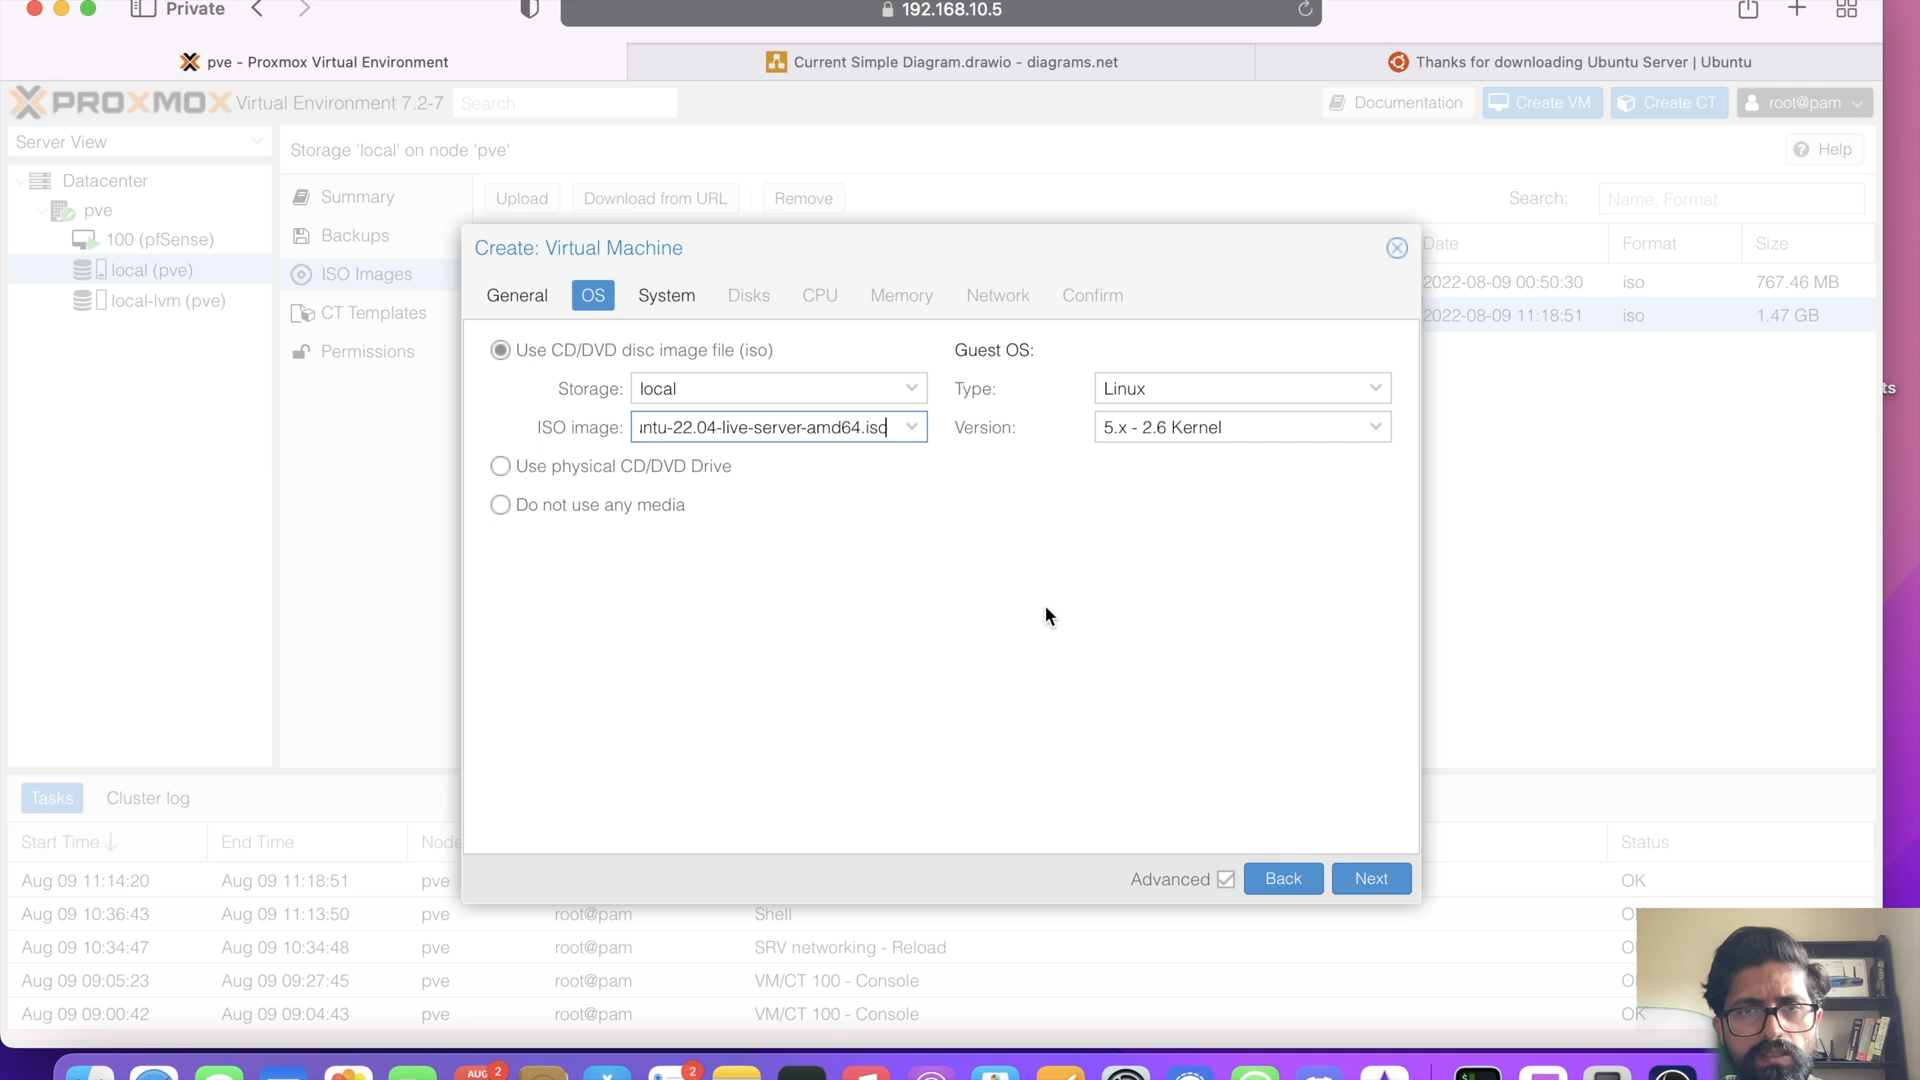 Private
192.168.10.5
pve - Proxmox Virtual Environment
Current Simple Diagram.drawio - diagrams.net
Thanks for downloading Ubuntu Server | Ubuntu
PROXMOX Virtual Environment 7.2-7
Search
Documentation
Create VM
Create CT
root@pam
Server View
Storage 'local' on node 'pve'
Help
Datacenter
pve
100 (pfSense)
local (pve)
local-lvm (pve)
Summary
Backups
ISO Images
CT Templates
Permissions
Upload
Download from URL
Remove
Search:
Name, Format
Date
Format
Size
2022-08-09 00:50:30
iso
767.46 MB
2022-08-09 11:18:51
iso
1.47 GB
Create: Virtual Machine
General
OS
System
Disks
CPU
Memory
Network
Confirm
Use CD/DVD disc image file (iso)
Storage:
local
ISO image:
ntu-22.04-live-server-amd64.iso
Use physical CD/DVD Drive
Do not use any media
Guest OS:
Type:
Linux
Version:
5.x - 2.6 Kernel
Advanced
Back
Next
ts
Tasks
Cluster log
Start Time
End Time
Node
Status
Aug 09 11:14:20
Aug 09 11:18:51
pve
OK
Aug 09 10:36:43
Aug 09 11:13:50
pve
root@pam
Shell
Aug 09 10:34:47
Aug 09 10:34:48
pve
root@pam
SRV networking - Reload
Aug 09 09:05:23
Aug 09 09:27:45
pve
root@pam
VM/CT 100 - Console
Aug 09 09:00:42
Aug 09 09:04:43
pve
root@pam
VM/CT 100 - Console
OK
AUG
2
2